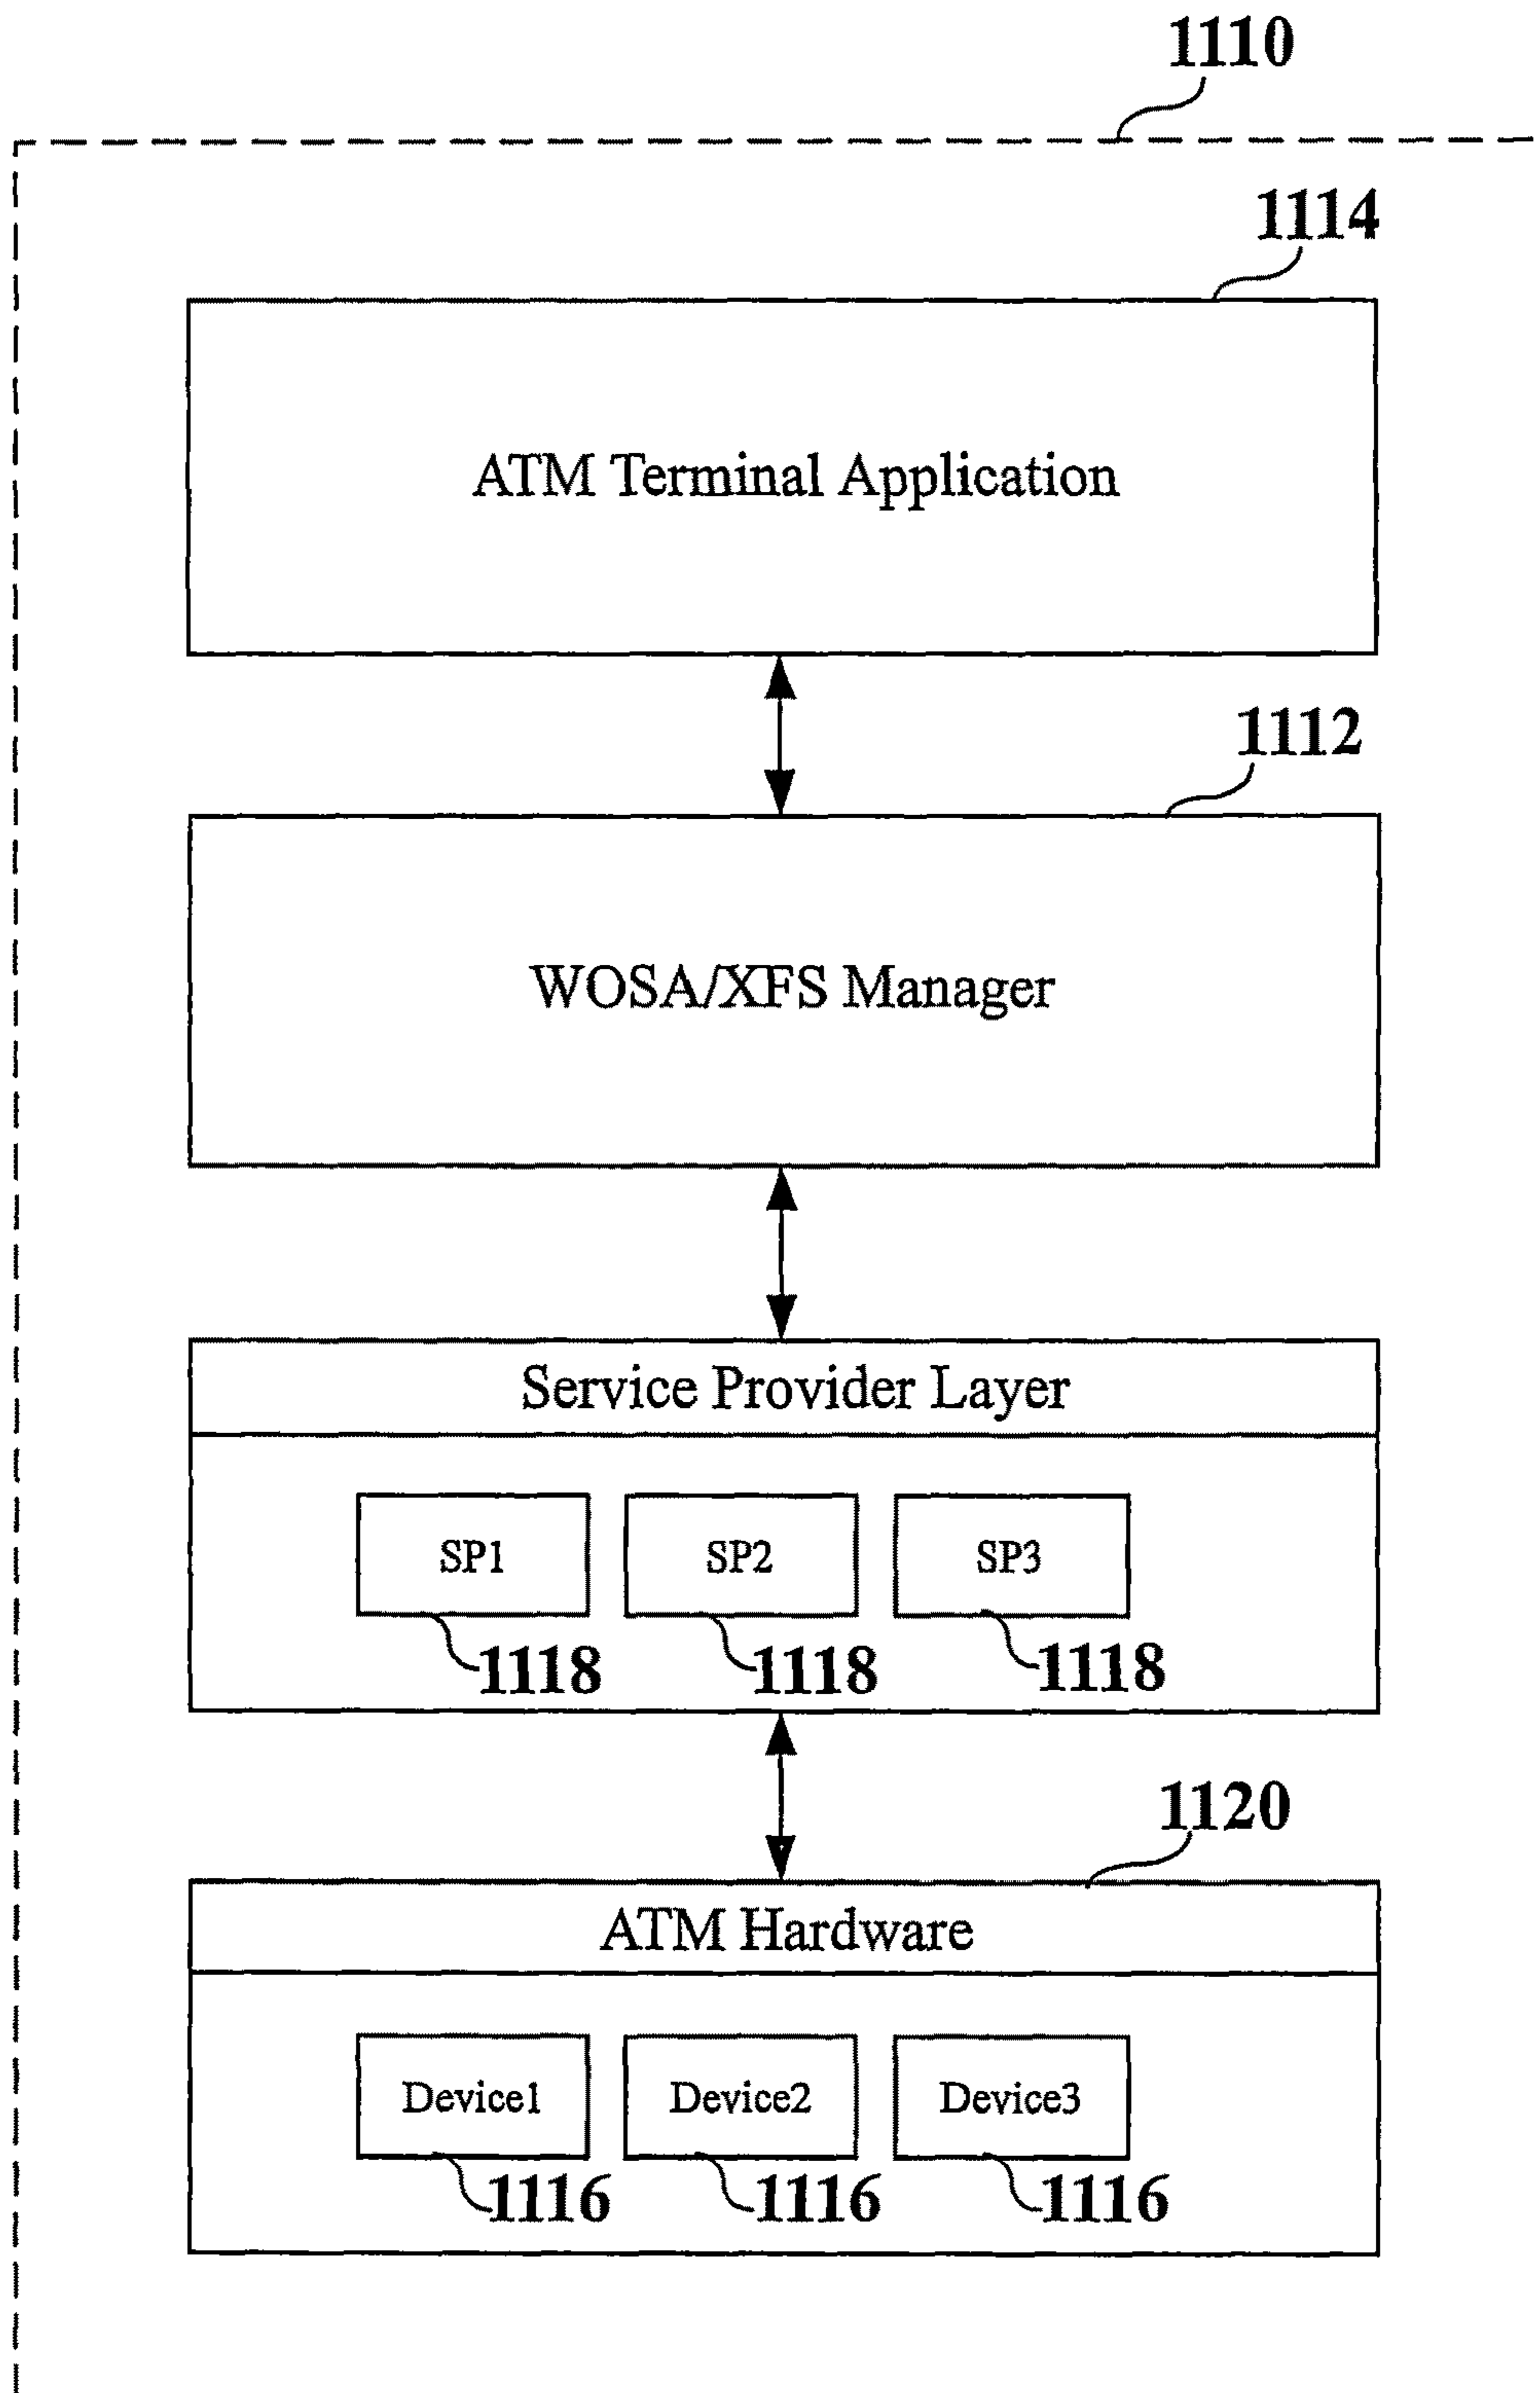 1110
1114
ATM Terminal Application
1112
WOSA/XFS Manager
Service Provider Layer
SP1 SP2 SP3
1118 1118 1118
1120
ATM Hardware
Device1 Device2 Device3
1116 1116 1116